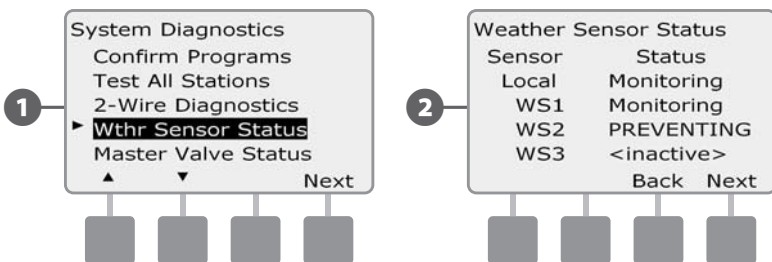 1
System Diagnostics
Confirm Programs
Test All Stations
2-Wire Diagnostics
Wthr Sensor Status
Master Valve Status
Next
2
Weather Sensor Status
Sensor Status
Local Monitoring
WS1 Monitoring
WS2 PREVENTING
WS3 <inactive>
Back Next